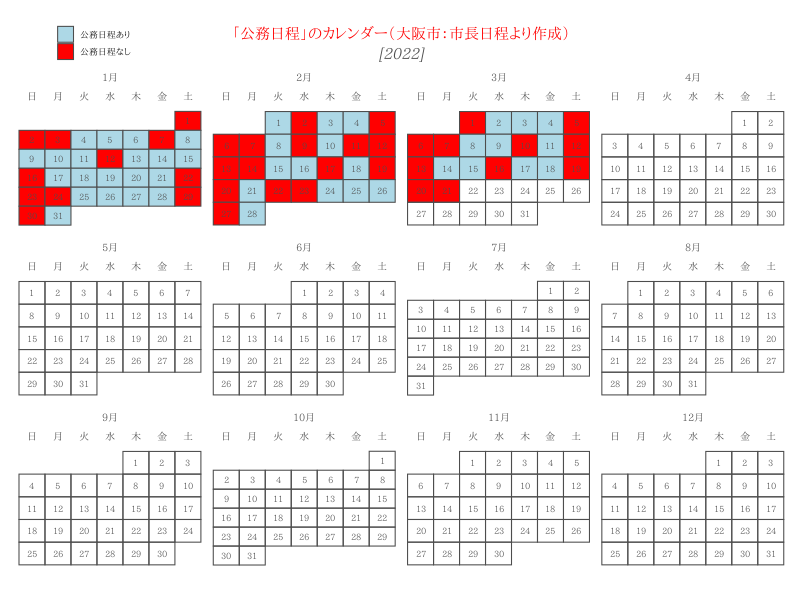 公務日程あり
公務日程なし
「公務日程」のカレンダー(大阪市：市長日程より作成)
[2022]
1月
日 月 火 水 木 金 土
1
2 3 4 5 6 7 8
9 10 11 12 13 14 15
16 17 18 19 20 21 22
23 24 25 26 27 28 29
30 31
2月
日 月 火 水 木 金 土
1 2 3 4 5
6 7 8 9 10 11 12
13 14 15 16 17 18 19
20 21 22 23 24 25 26
27 28
3月
日 月 火 水 木 金 土
1 2 3 4 5
6 7 8 9 10 11 12
13 14 15 16 17 18 19
20 21 22 23 24 25 26
27 28 29 30 31
4月
日 月 火 水 木 金 土
1 2
3 4 5 6 7 8 9
10 11 12 13 14 15 16
17 18 19 20 21 22 23
24 25 26 27 28 29 30
5月
日 月 火 水 木 金 土
1 2 3 4 5 6 7
8 9 10 11 12 13 14
15 16 17 18 19 20 21
22 23 24 25 26 27 28
29 30 31
6月
日 月 火 水 木 金 土
1 2 3 4
5 6 7 8 9 10 11
12 13 14 15 16 17 18
19 20 21 22 23 24 25
26 27 28 29 30
7月
日 月 火 水 木 金 土
1 2
3 4 5 6 7 8 9
10 11 12 13 14 15 16
17 18 19 20 21 22 23
24 25 26 27 28 29 30
31
8月
日 月 火 水 木 金 土
1 2 3 4 5 6
7 8 9 10 11 12 13
14 15 16 17 18 19 20
21 22 23 24 25 26 27
28 29 30 31
9月
日 月 火 水 木 金 土
1 2 3
4 5 6 7 8 9 10
11 12 13 14 15 16 17
18 19 20 21 22 23 24
25 26 27 28 29 30
10月
日 月 火 水 木 金 土
1
2 3 4 5 6 7 8
9 10 11 12 13 14 15
16 17 18 19 20 21 22
23 24 25 26 27 28 29
30 31
11月
日 月 火 水 木 金 土
1 2 3 4 5
6 7 8 9 10 11 12
13 14 15 16 17 18 19
20 21 22 23 24 25 26
27 28 29 30
12月
日 月 火 水 木 金 土
1 2 3
4 5 6 7 8 9 10
11 12 13 14 15 16 17
18 19 20 21 22 23 24
25 26 27 28 29 30 31